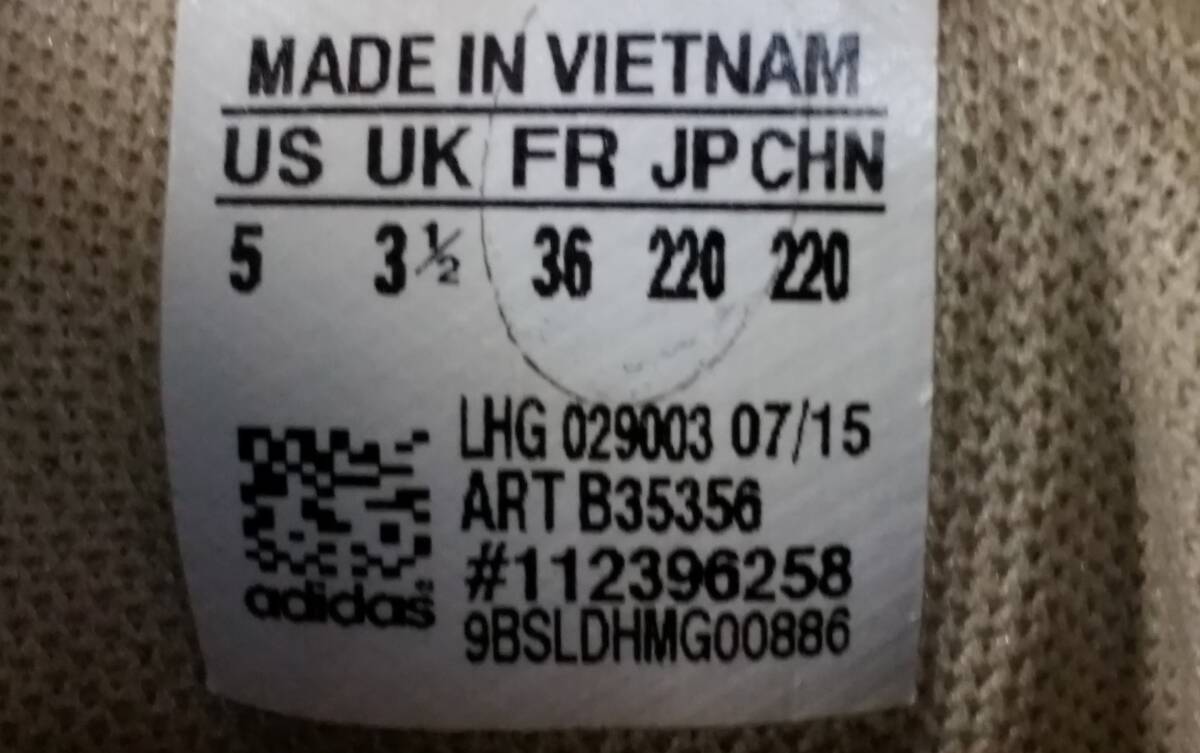 MADE IN VIETNAM
US UK FR JP CHN
5 3½ 36 220 220
LHG 029003 07/15
ART B35356
#112396258
adidas
9BSLDHMG00886